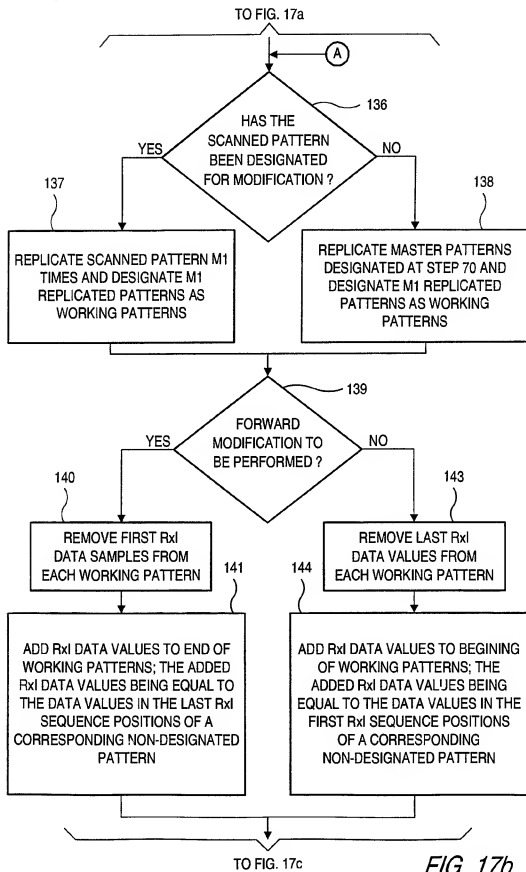 TO FIG. 17a
A
136
HAS THE
SCANNED PATTERN
BEEN DESIGNATED
FOR MODIFICATION ?
YES
NO
137
138
REPLICATE SCANNED PATTERN M1
TIMES AND DESIGNATE M1
REPLICATED PATTERNS AS
WORKING PATTERNS
REPLICATE MASTER PATTERNS
DESIGNATED AT STEP 70 AND
DESIGNATE M1 REPLICATED
PATTERNS AS WORKING
PATTERNS
139
FORWARD
MODIFICATION TO
BE PERFORMED ?
YES
NO
140
143
REMOVE FIRST RxI
DATA SAMPLES FROM
EACH WORKING PATTERN
REMOVE LAST RxI
DATA VALUES FROM
EACH WORKING PATTERN
141
144
ADD RxI DATA VALUES TO END OF
WORKING PATTERNS; THE ADDED
RxI DATA VALUES BEING EQUAL TO
THE DATA VALUES IN THE LAST RxI
SEQUENCE POSITIONS OF A
CORRESPONDING NON-DESIGNATED
PATTERN
ADD RxI DATA VALUES TO BEGINING
OF WORKING PATTERNS; THE
ADDED RxI DATA VALUES BEING
EQUAL TO THE DATA VALUES IN THE
FIRST RxI SEQUENCE POSITIONS
OF A CORRESPONDING
NON-DESIGNATED PATTERN
TO FIG. 17c
FIG. 17b